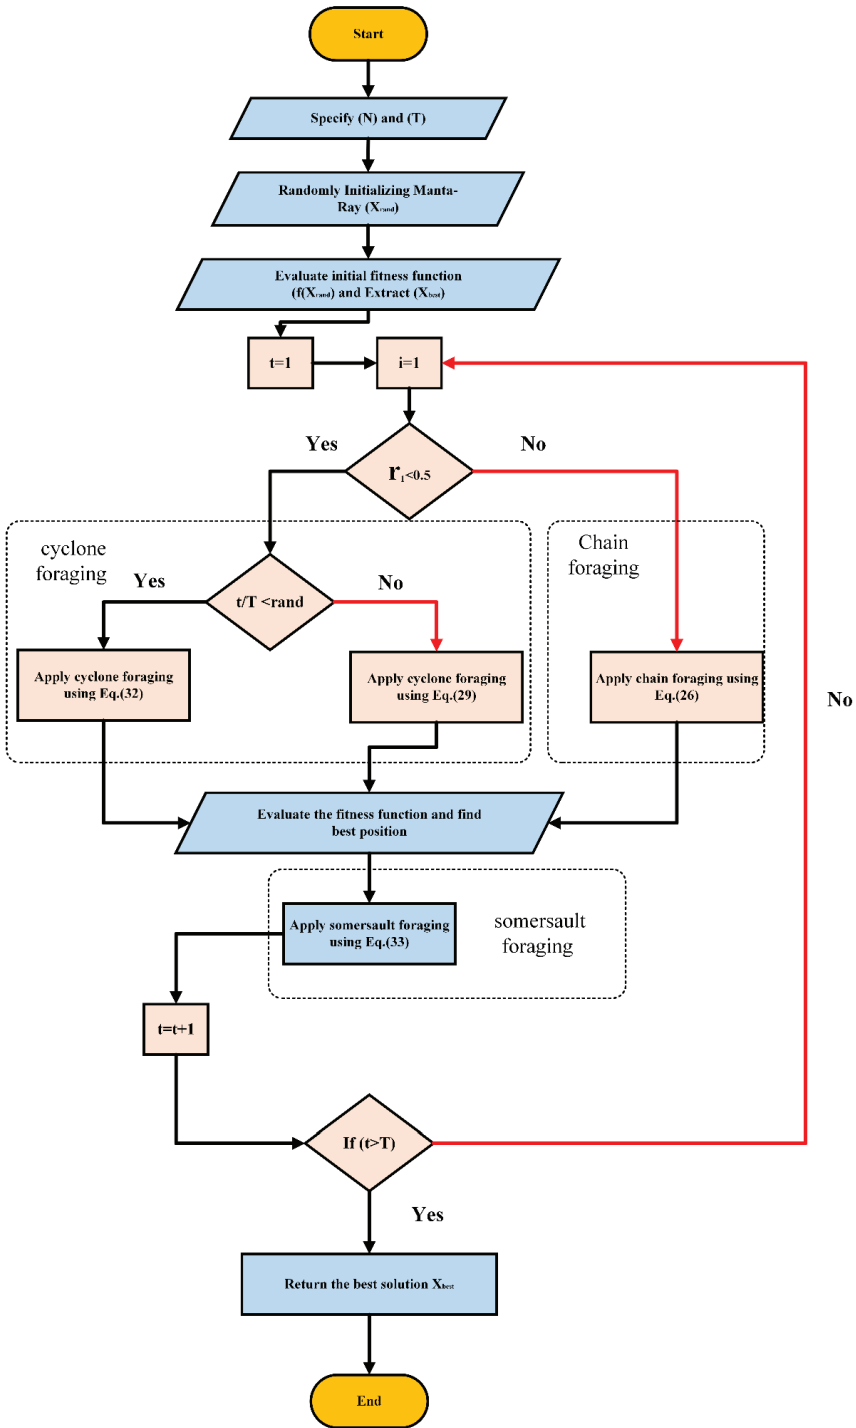 Start
Specify (N) and (T)
Randomly Initializing Manta-
Ray (Xrand)
Evaluate initial fitness function
(f(Xrand) and Extract (Xbest)
t=1
i=1
Yes
No
r1<0.5
cyclone
foraging
Chain
foraging
Yes
No
t/T <rand
Apply cyclone foraging
using Eq.(32)
Apply cyclone foraging
using Eq.(29)
Apply chain foraging using
Eq.(26)
No
Evaluate the fitness function and find
best position
Apply somersault foraging
using Eq.(33)
somersault
foraging
t=t+1
If (t>T)
Yes
Return the best solution Xbest
End